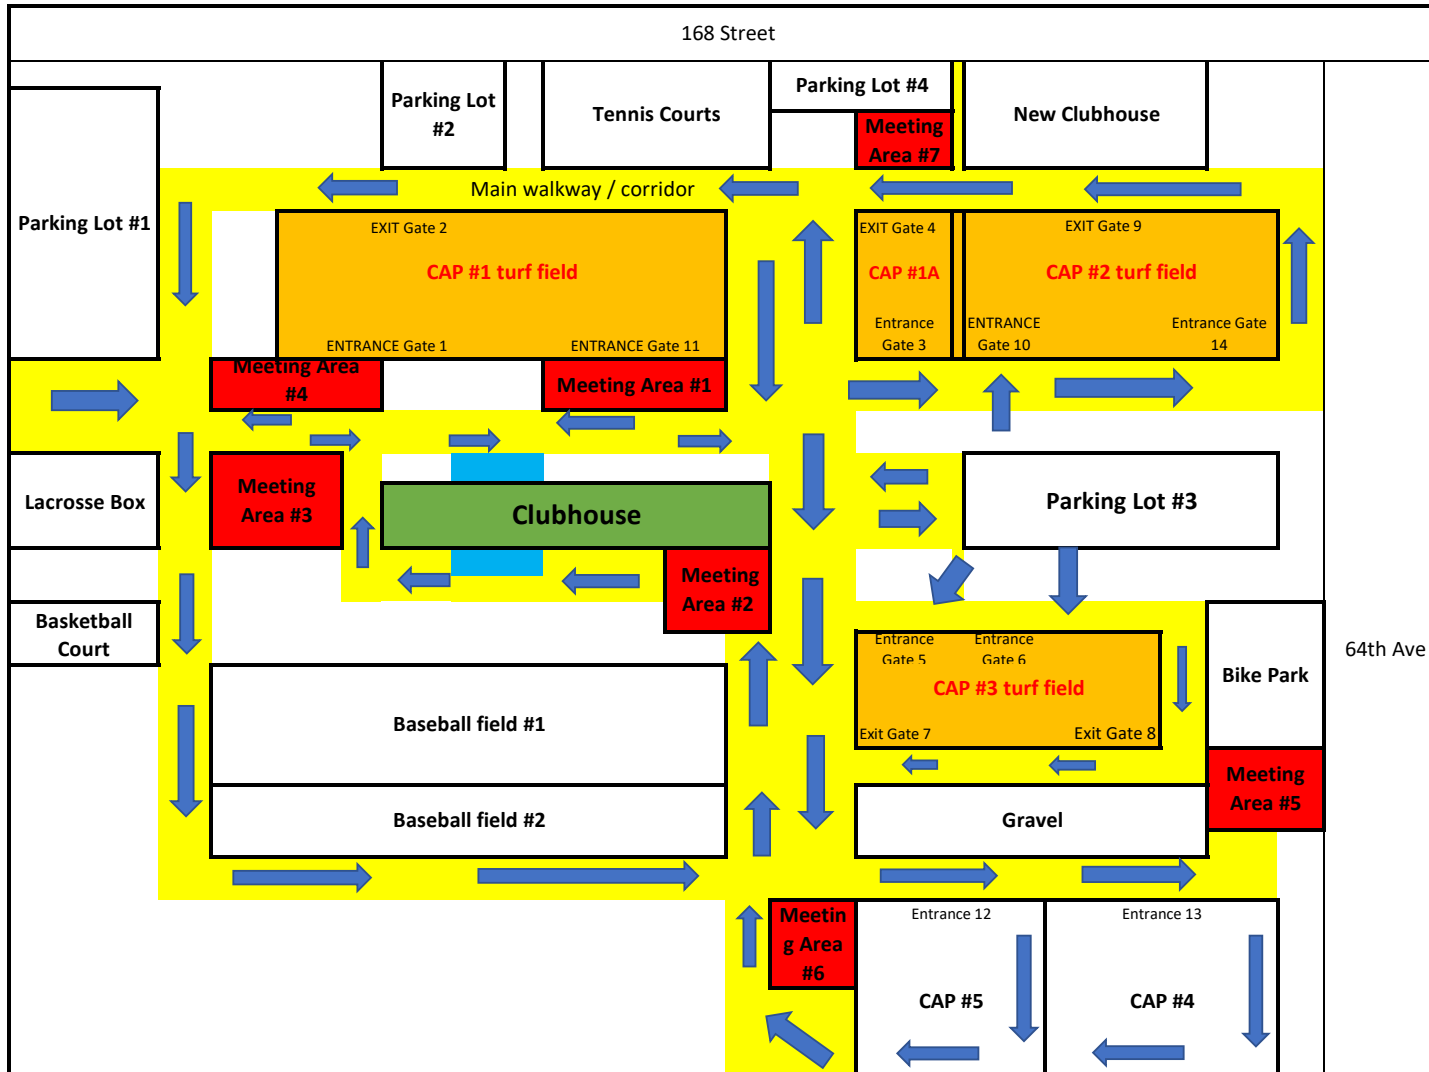 168 Street
Parking Lot
#2
Tennis Courts
Parking Lot #4
New Clubhouse
Meeting
Area #7
Parking Lot #1
Main walkway / corridor
EXIT Gate 2
CAP #1 turf field
ENTRANCE Gate 1
ENTRANCE Gate 11
EXIT Gate 4
CAP #1A
Entrance
Gate 3
EXIT Gate 9
CAP #2 turf field
ENTRANCE
Gate 10
Entrance Gate
14
Meeting Area
#4
Meeting Area #1
Lacrosse Box
Meeting
Area #3
Clubhouse
Parking Lot #3
Meeting
Area #2
Basketball
Court
Entrance
Gate 5
Entrance
Gate 6
CAP #3 turf field
Exit Gate 7
Exit Gate 8
Bike Park
64th Ave
Baseball field #1
Meeting
Area #5
Baseball field #2
Gravel
Meetin
g Area
#6
Entrance 12
CAP #5
Entrance 13
CAP #4